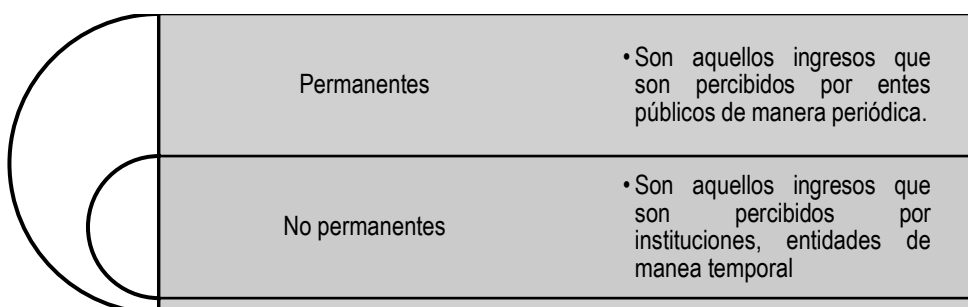 Permanentes
• Son aquellos ingresos que
son percibidos por entes
públicos de manera periódica.
No permanentes
• Son aquellos ingresos que
son percibidos por
instituciones, entidades de
manea temporal